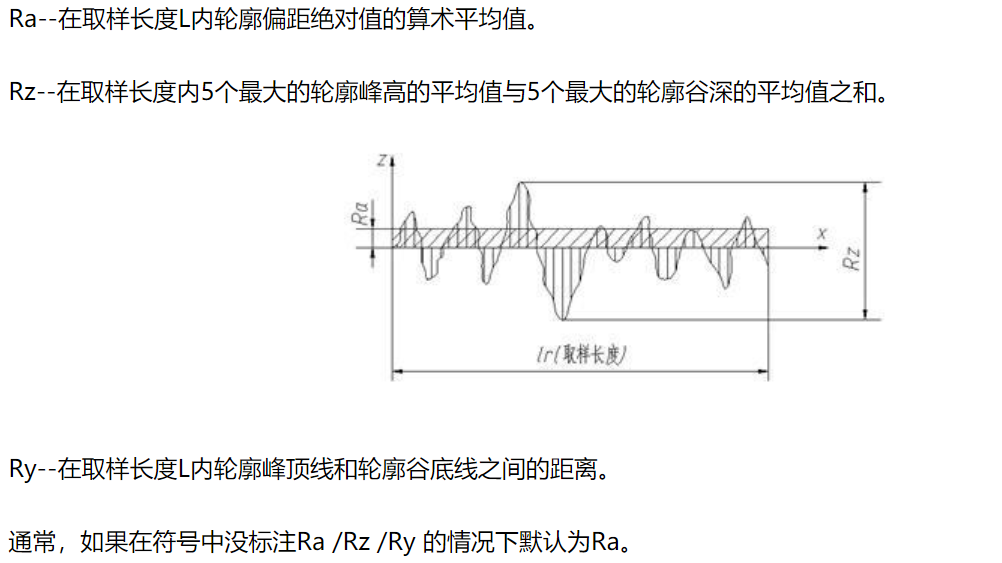 Ra--在取样长度L内轮廓偏距绝对值的算术平均值。
Rz--在取样长度内5个最大的轮廓峰高的平均值与5个最大的轮廓谷深的平均值之和。
z
Ra
x
Rz
lr(取样长度)
Ry--在取样长度L内轮廓峰顶线和轮廓谷底线之间的距离。
通常，如果在符号中没标注Ra /Rz /Ry 的情况下默认为Ra。